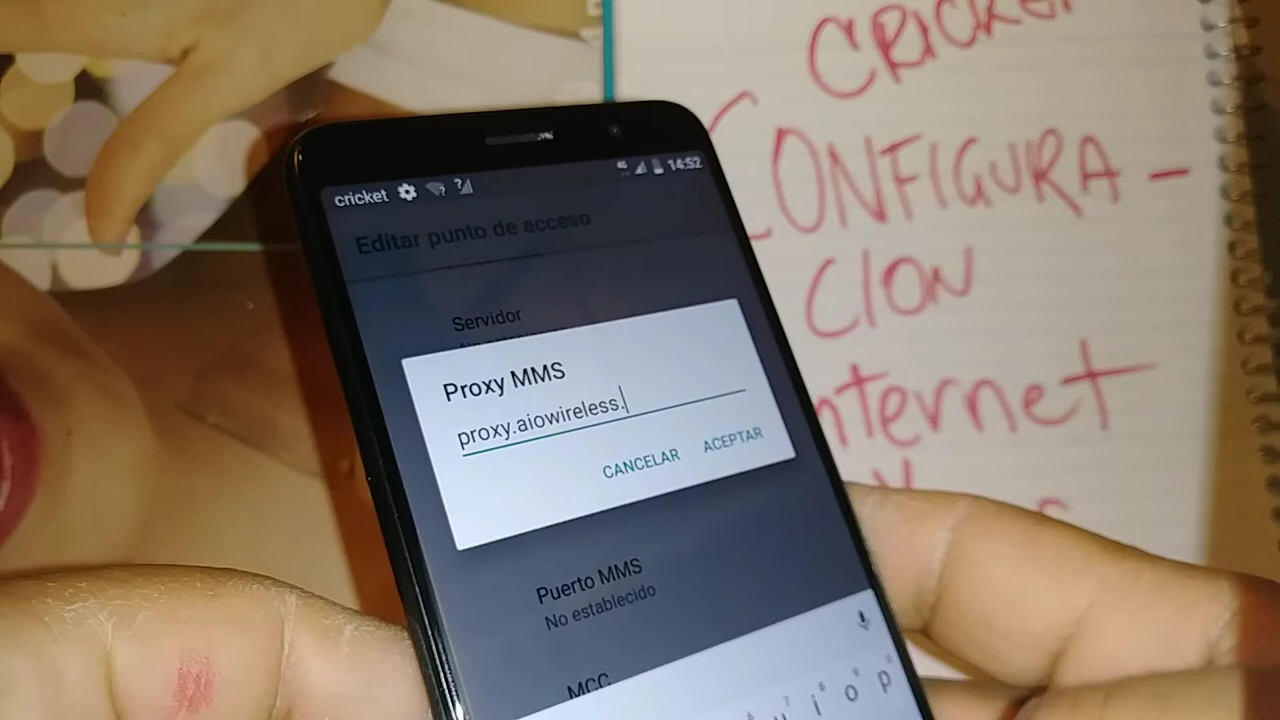 CRICKET
CONFIGURA -
CION
Internet
cricket 14:52
Editar punto de acceso
Servidor
Proxy MMS
proxy.aiowireless.
CANCELAR ACEPTAR
Puerto MMS
No establecido
MCC
u i o p